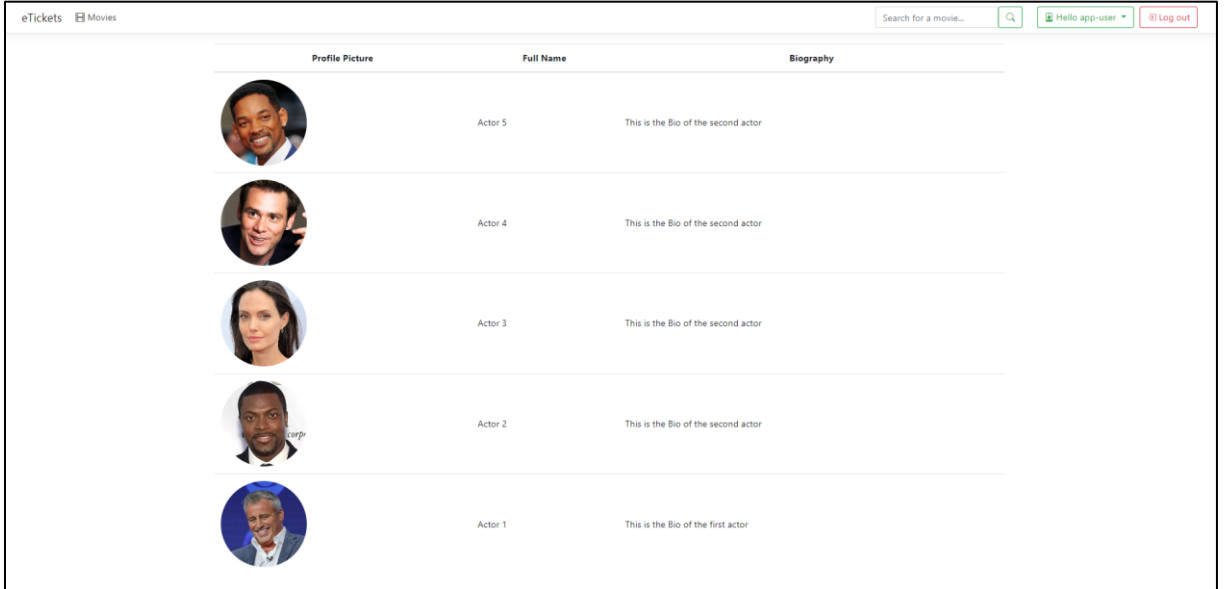 eTickets Movies Search for a movie... Hello app-user Log out
Profile Picture Full Name Biography
Actor 5 This is the Bio of the second actor
Actor 4 This is the Bio of the second actor
Actor 3 This is the Bio of the second actor
corpr
Actor 2 This is the Bio of the second actor
Actor 1 This is the Bio of the first actor